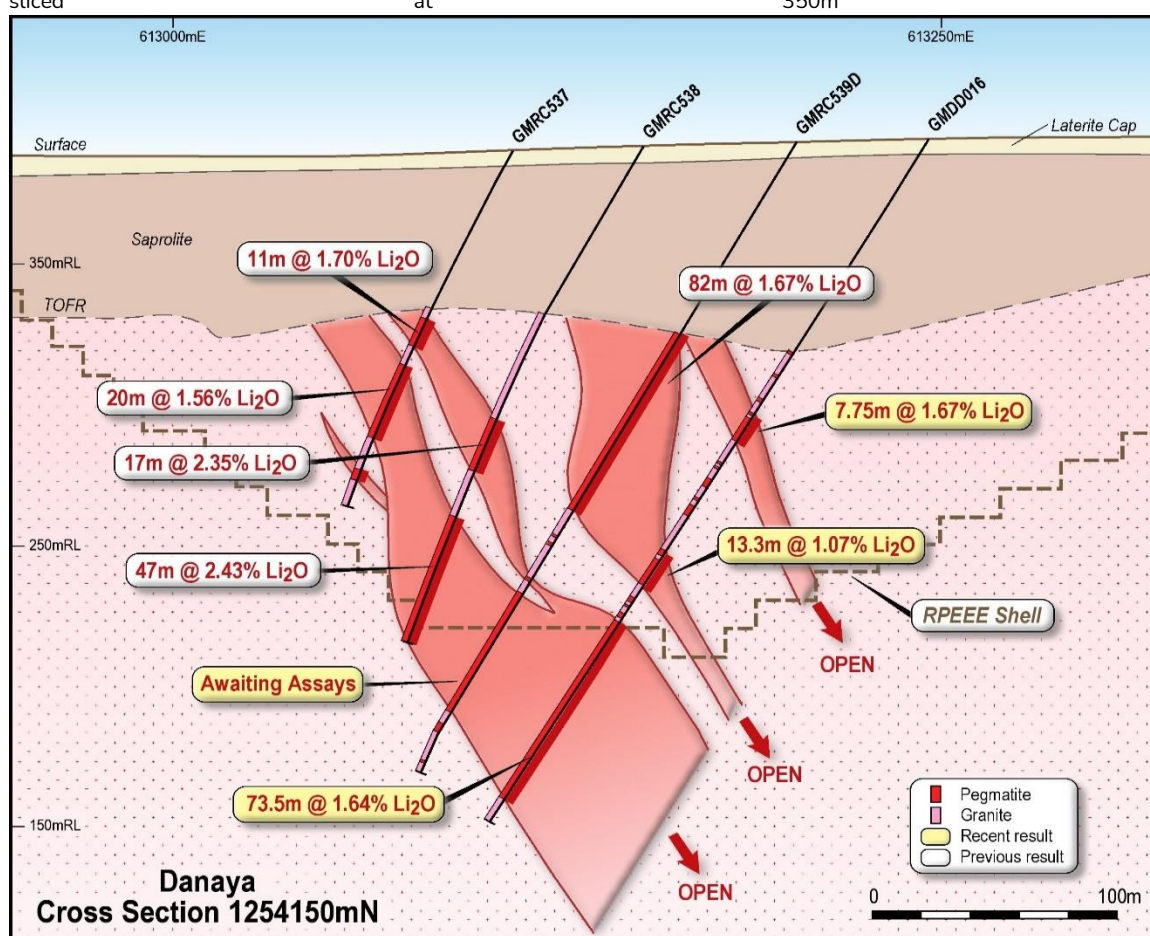 sliced at 350m
613000mE 613250mE
GMRC537
GMRC538
GMRC539D
GMDD016
Surface
Laterite Cap
Saprolite
350mRL
TOFR
11m @ 1.70% Li₂O
82m @ 1.67% Li₂O
20m @ 1.56% Li₂O
7.75m @ 1.67% Li₂O
17m @ 2.35% Li₂O
250mRL
13.3m @ 1.07% Li₂O
47m @ 2.43% Li₂O
RPEEE Shell
OPEN
Awaiting Assays
OPEN
73.5m @ 1.64% Li₂O
150mRL
OPEN
Pegmatite
Granite
Recent result
Previous result
Danaya
Cross Section 1254150mN
0 100m